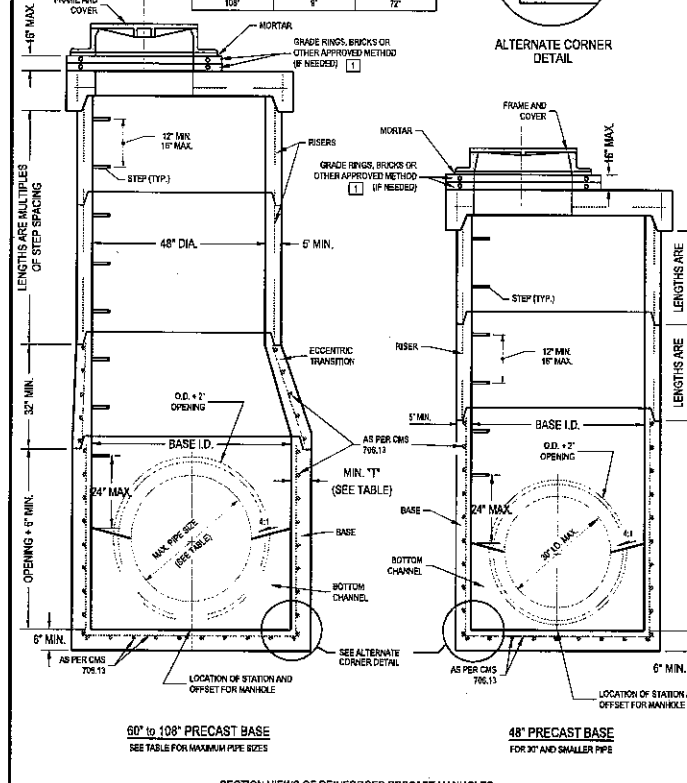 108" 9" 72"
FRAME AND
COVER
16" MAX.
MORTAR
GRADE RINGS, BRICKS OR
OTHER APPROVED METHOD
(IF NEEDED) 1
ALTERNATE CORNER
DETAIL
12" MIN.
16" MAX.
STEP (TYP.)
RISERS
LENGTHS ARE MULTIPLES
OF STEP SPACING
48" DIA.
5" MIN.
ECCENTRIC
TRANSITION
32" MIN.
O.D. + 2"
OPENING
AS PER CMS
706.13
BASE I.D.
MIN. "T"
(SEE TABLE)
24" MAX.
4:1
MAX. PIPE SIZE
(SEE TABLE)
BASE
OPENING + 6" MIN.
BOTTOM
CHANNEL
6" MIN.
AS PER CMS
706.13
SEE ALTERNATE
CORNER DETAIL
LOCATION OF STATION AND
OFFSET FOR MANHOLE
60" to 108" PRECAST BASE
SEE TABLE FOR MAXIMUM PIPE SIZES
FRAME AND
COVER
MORTAR
16" MAX.
GRADE RINGS, BRICKS OR
OTHER APPROVED METHOD
1 (IF NEEDED)
LENGTHS ARE
STEP (TYP.)
RISER
12" MIN.
16" MAX.
LENGTHS ARE
5" MIN.
BASE I.D.
O.D. + 2"
OPENING
24" MAX.
4:1
BASE
30" I.D. MAX.
BOTTOM
CHANNEL
AS PER CMS
706.13
6" MIN.
LOCATION OF STATION
OFFSET FOR MANHOLE
48" PRECAST BASE
FOR 30" AND SMALLER PIPE
SECTION VIEWS OF REINFORCED PRECAST MANHOLES